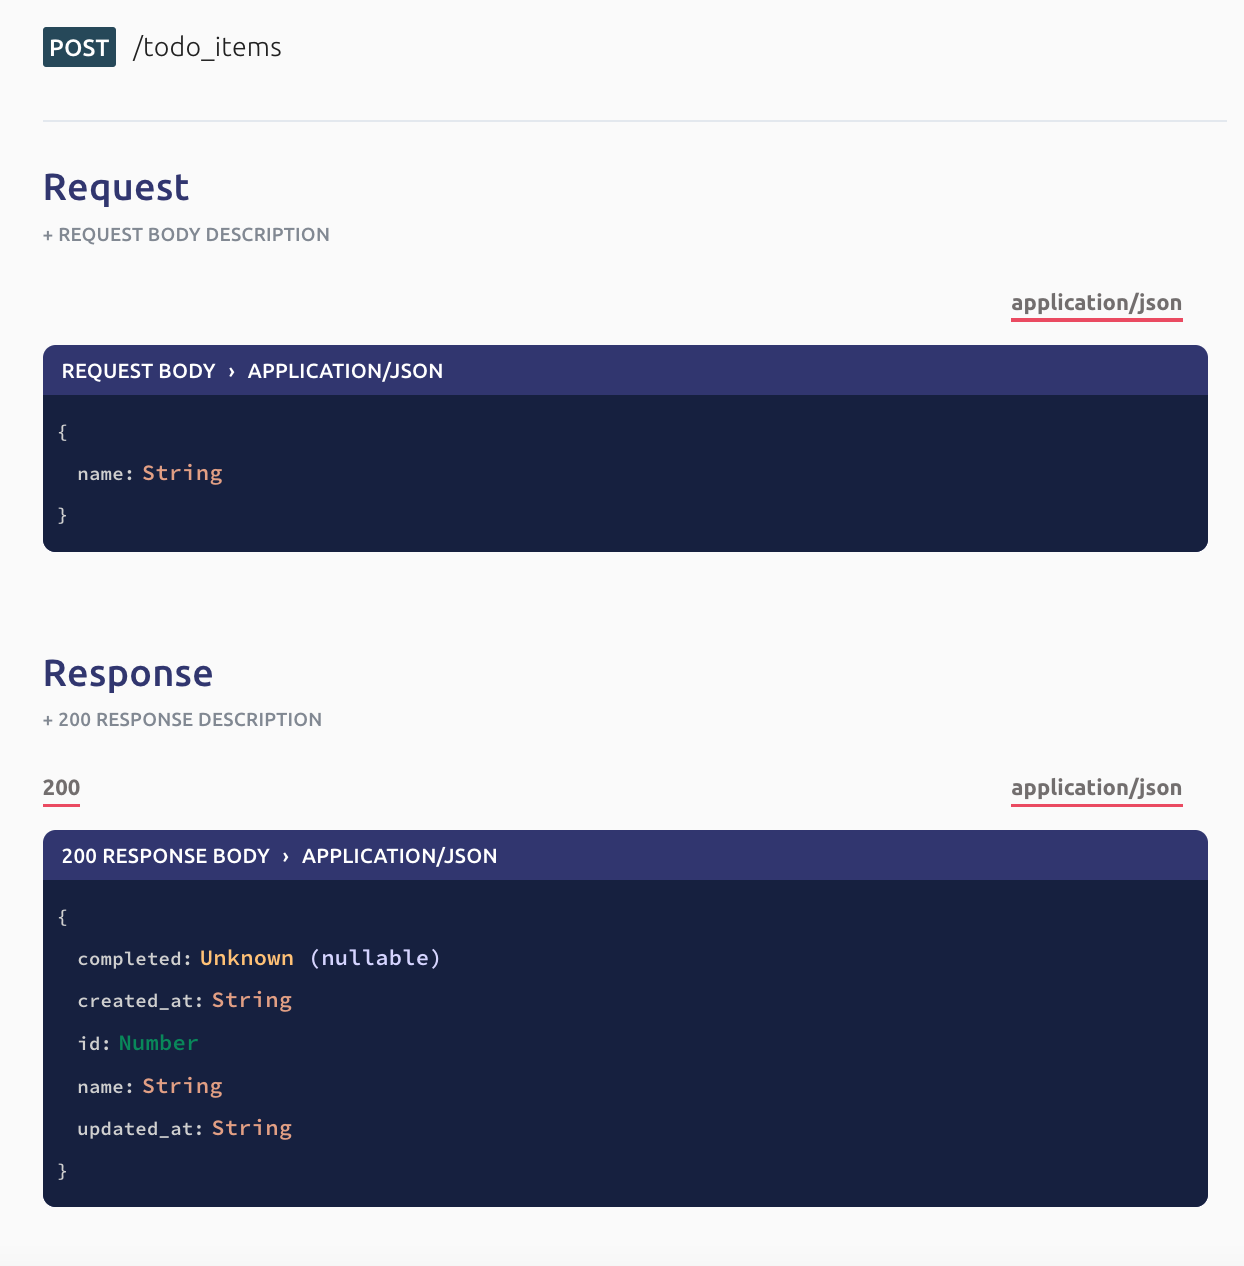 POST /todo_items
Request
+ REQUEST BODY DESCRIPTION
application/json
REQUEST BODY › APPLICATION/JSON
{
name: String
}
Response
+ 200 RESPONSE DESCRIPTION
200 application/json
200 RESPONSE BODY › APPLICATION/JSON
{
completed: Unknown (nullable)
created_at: String
id: Number
name: String
updated_at: String
}